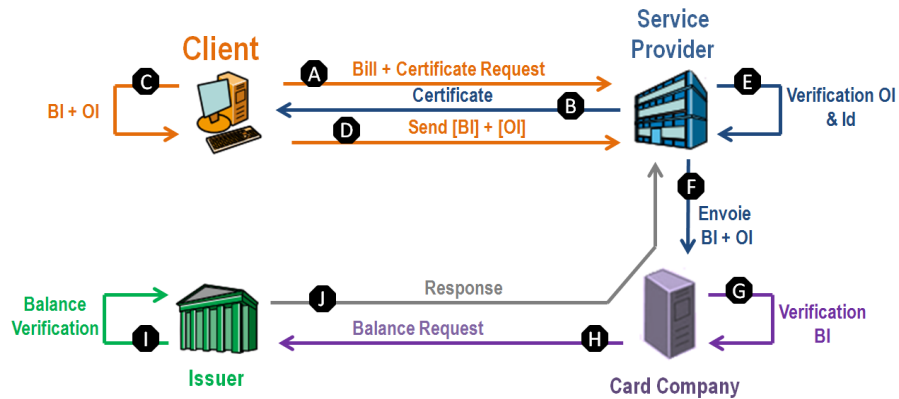 Client
Service
Provider
C
A
Bill + Certificate Request
E
BI + OI
Certificate
B
Verification OI
& Id
D
Send [BI] + [OI]
F
Envoie
BI + OI
Balance
Verification
J
Response
G
Verification
BI
I
Balance Request
H
Issuer
Card Company